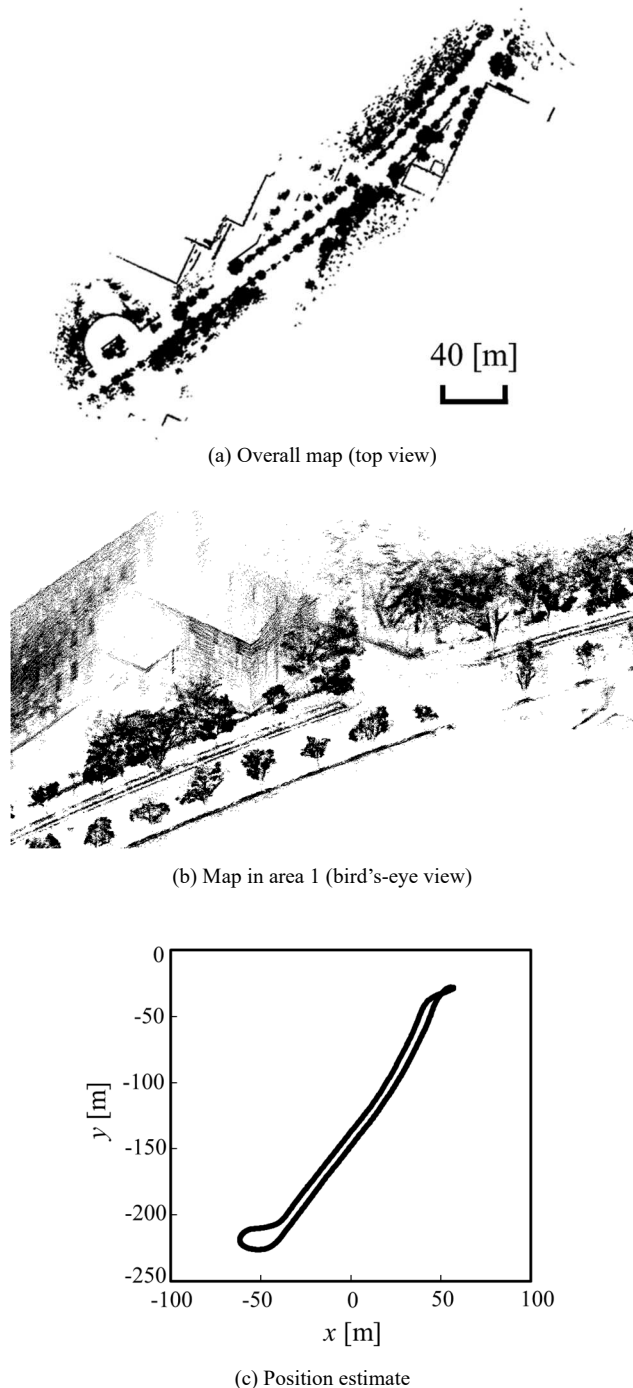 40 [m]
(a) Overall map (top view)
(b) Map in area 1 (bird's-eye view)
0
-50
-100
-150
-200
-250
y [m]
-100 -50 0 50 100
x [m]
(c) Position estimate